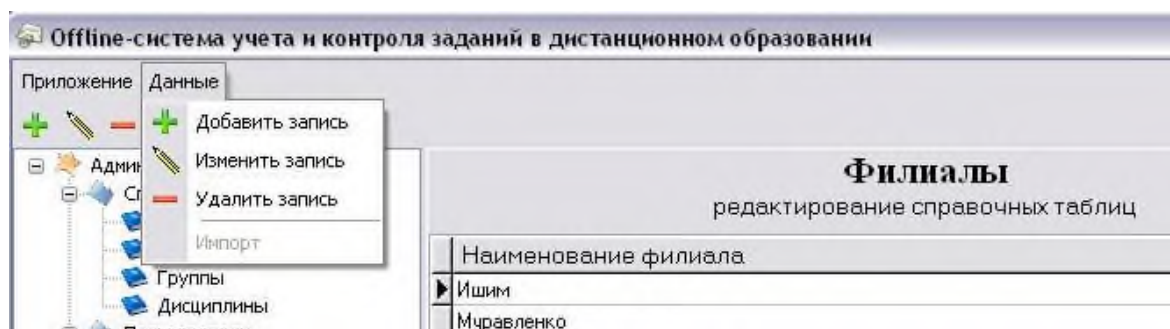 Offline-система учета и контроля заданий в дистанционном образовании
Приложение Данные
Добавить запись
Изменить запись
Удалить запись
Импорт
Группы
Дисциплины
Филиалы
редактирование справочных таблиц
Наименование филиала
Ишим
Муравленко